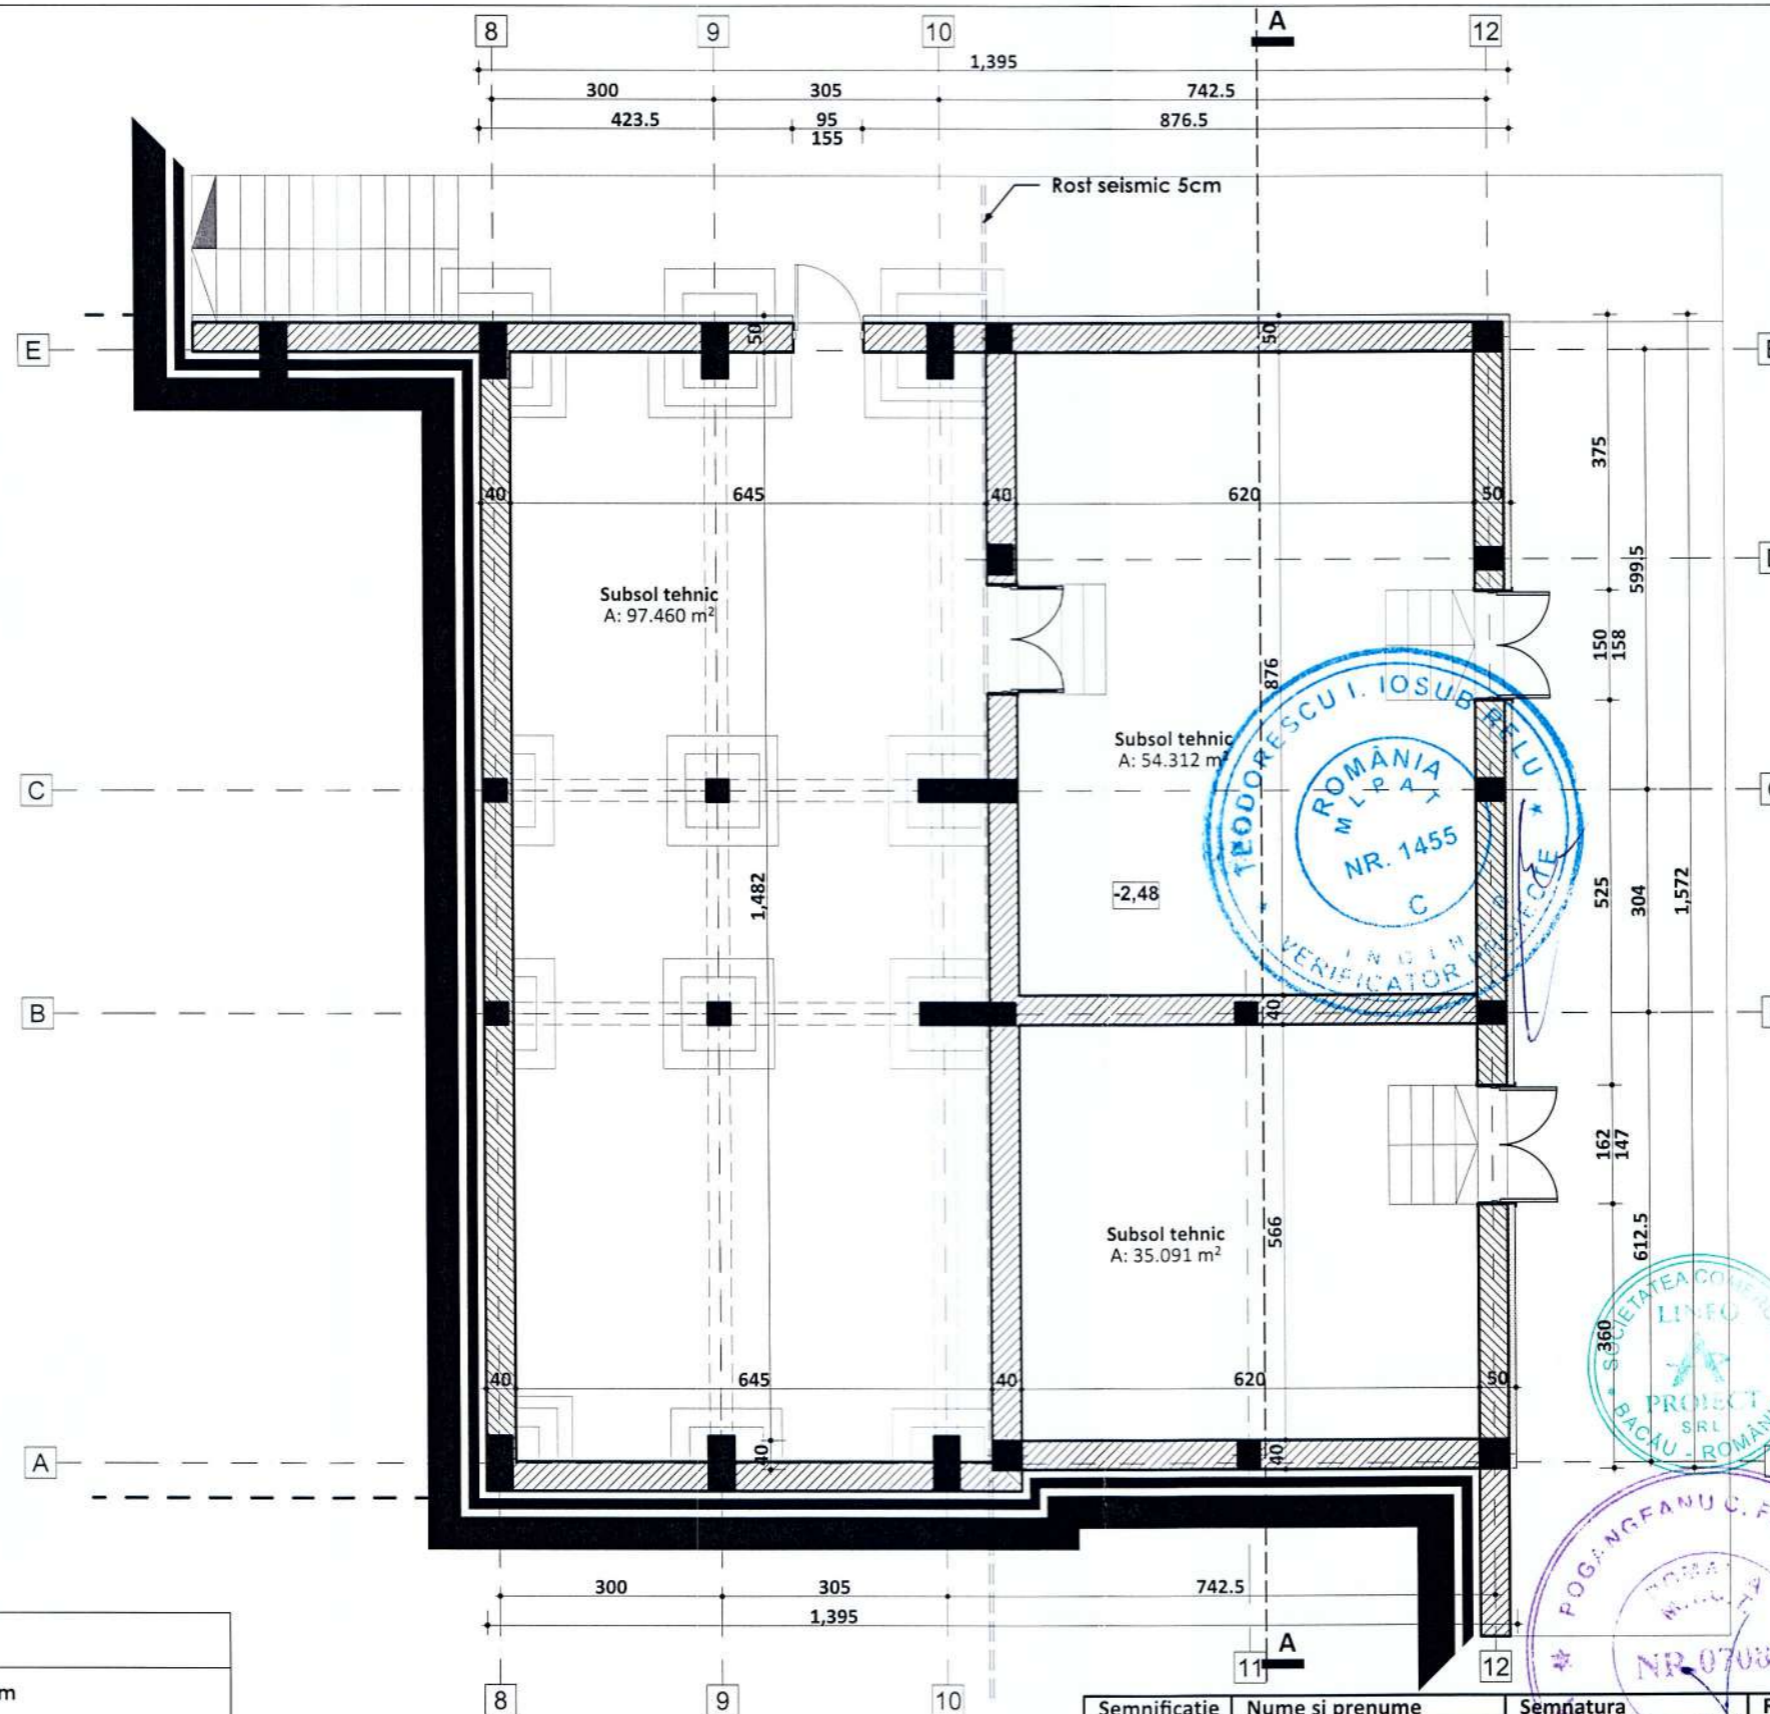 8 9 10 A 12
1,395
300 305 742.5
423.5 95 876.5
155
Rost seismic 5cm
E 50 50
375
40 645 40 620 50
599.5
Subsol tehnic
A: 97.460 m²
150
158
876
Subsol tehnic
A: 54.312 m²
TEODORESCU I. IOSUB RELU
ROMÂNIA
M L P A T
NR. 1455
C
VERIFICATOR
C
1,482
-2,48
525 304 1,572
B
40
162
147
Subsol tehnic
A: 35.091 m²
566
612.5
360
SOCIETATEA
PROIECT
SRL
BACĂU - ROMÂNIA
40 645 40 620 50
A 40 40
POGANGEANU C.
NR.0708
300 305 742.5
1,395
A
8 9 10 11 12
m
Semnificatie Nume si prenume Semnatura